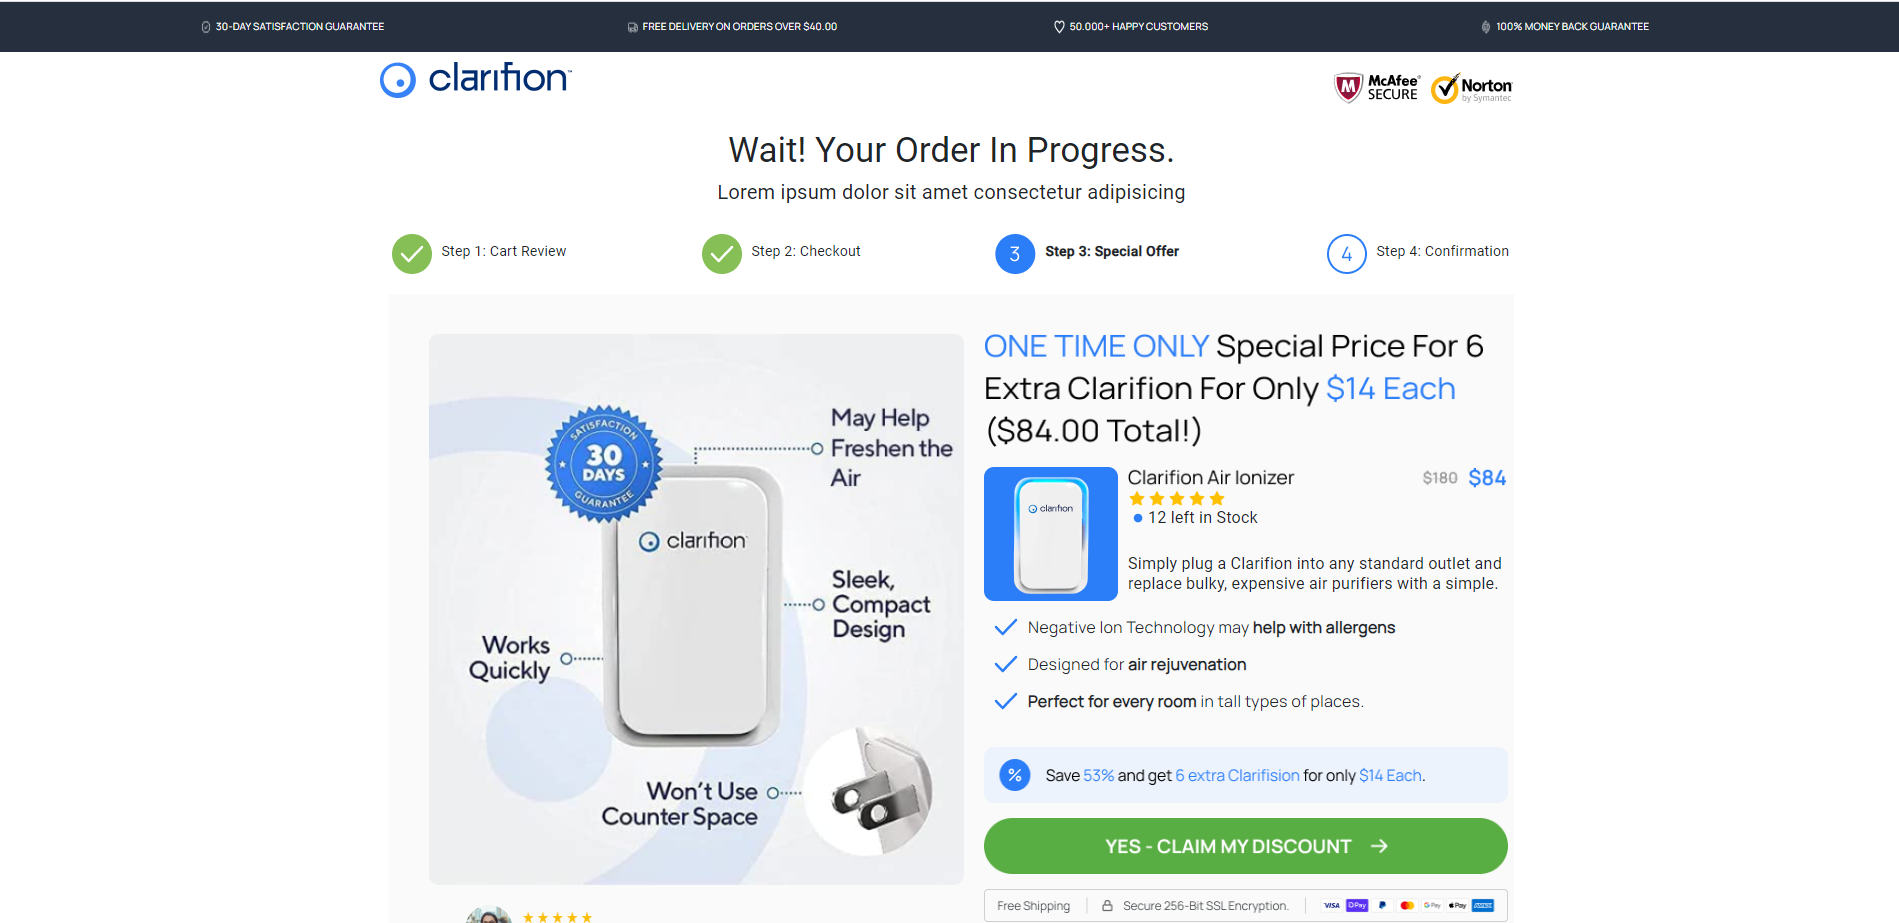 30-DAY SATISFACTION GUARANTEE
FREE DELIVERY ON ORDERS OVER $40.00
50.000+ HAPPY CUSTOMERS
100% MONEY BACK GUARANTEE
clarifion™
McAfee®
SECURE
Norton
by Symantec
Wait! Your Order In Progress.
Lorem ipsum dolor sit amet consectetur adipisicing
Step 1: Cart Review
Step 2: Checkout
3 Step 3: Special Offer
4 Step 4: Confirmation
SATISFACTION
30
DAYS
GUARANTEE
May Help
Freshen the
Air
clarifion
Sleek,
Compact
Design
Works
Quickly
Won't Use
Counter Space
ONE TIME ONLY Special Price For 6
Extra Clarifion For Only $14 Each
($84.00 Total!)
clarifion
Clarifion Air Ionizer
$180 $84
12 left in Stock
Simply plug a Clarifion into any standard outlet and
replace bulky, expensive air purifiers with a simple.
Negative Ion Technology may help with allergens
Designed for air rejuvenation
Perfect for every room in tall types of places.
% Save 53% and get 6 extra Clarifision for only $14 Each.
YES - CLAIM MY DISCOUNT
Free Shipping
Secure 256-Bit SSL Encryption.
VISA
Pay
G Pay
Pay